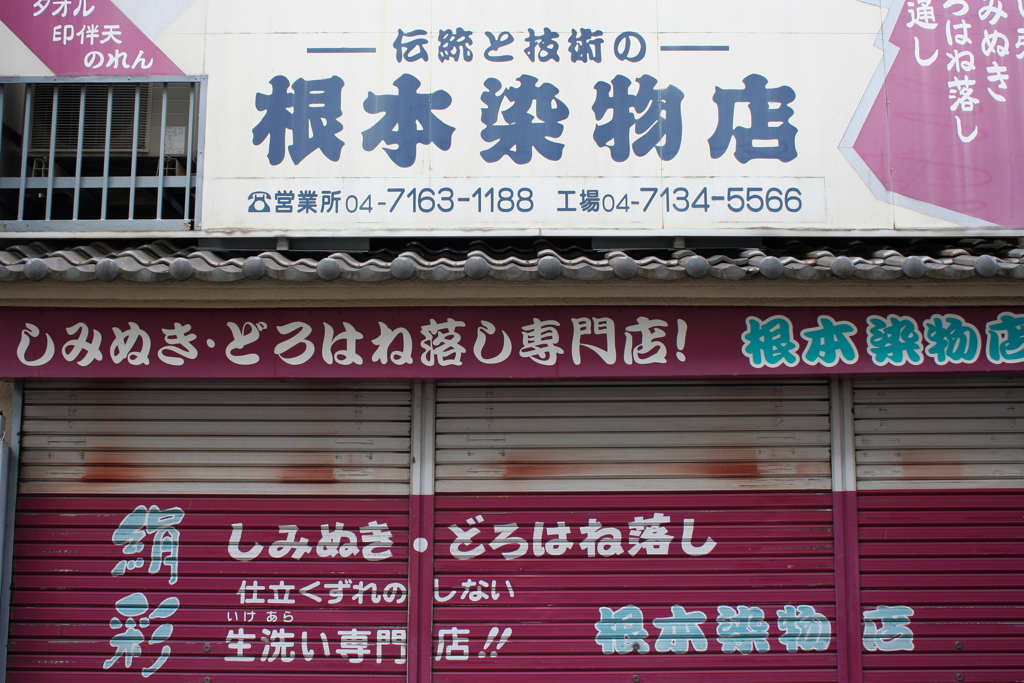 タオル
印伴天
のれん
伝統と技術の
根本染物店
☎営業所04-7163-1188 工場04-7134-5566
みぬき
ろはね落し
通し
しみぬき・どろはね落し専門店!
根本染物店
絹彩
しみぬき・どろはね落し
仕立くずれのしない
いけあら
生洗い専門店!!
根本染物店